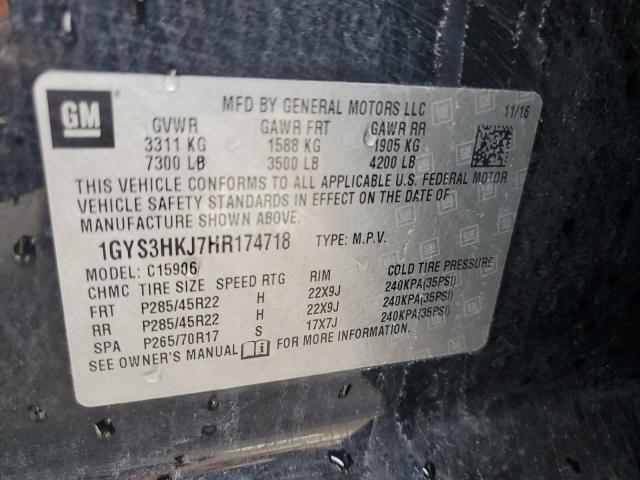 GM
MFD BY GENERAL MOTORS LLC 11/16
GVWR GAWR FRT GAWR RR
3311 KG 1588 KG 1905 KG
7300 LB 3500 LB 4200 LB
THIS VEHICLE CONFORMS TO ALL APPLICABLE U.S. FEDERAL MOTOR
VEHICLE SAFETY STANDARDS IN EFFECT ON THE DATE OF
MANUFACTURE SHOWN ABOVE.
1GYS3HKJ7HR174718 TYPE: M.P.V.
MODEL: C15906
CHMC TIRE SIZE SPEED RTG RIM COLD TIRE PRESSURE
FRT P285/45R22 H 22X9J 240KPA(35PSI)
RR P285/45R22 H 22X9J 240KPA(35PSI)
SPA P265/70R17 S 17X7J 240KPA(35PSI)
SEE OWNER'S MANUAL FOR MORE INFORMATION.